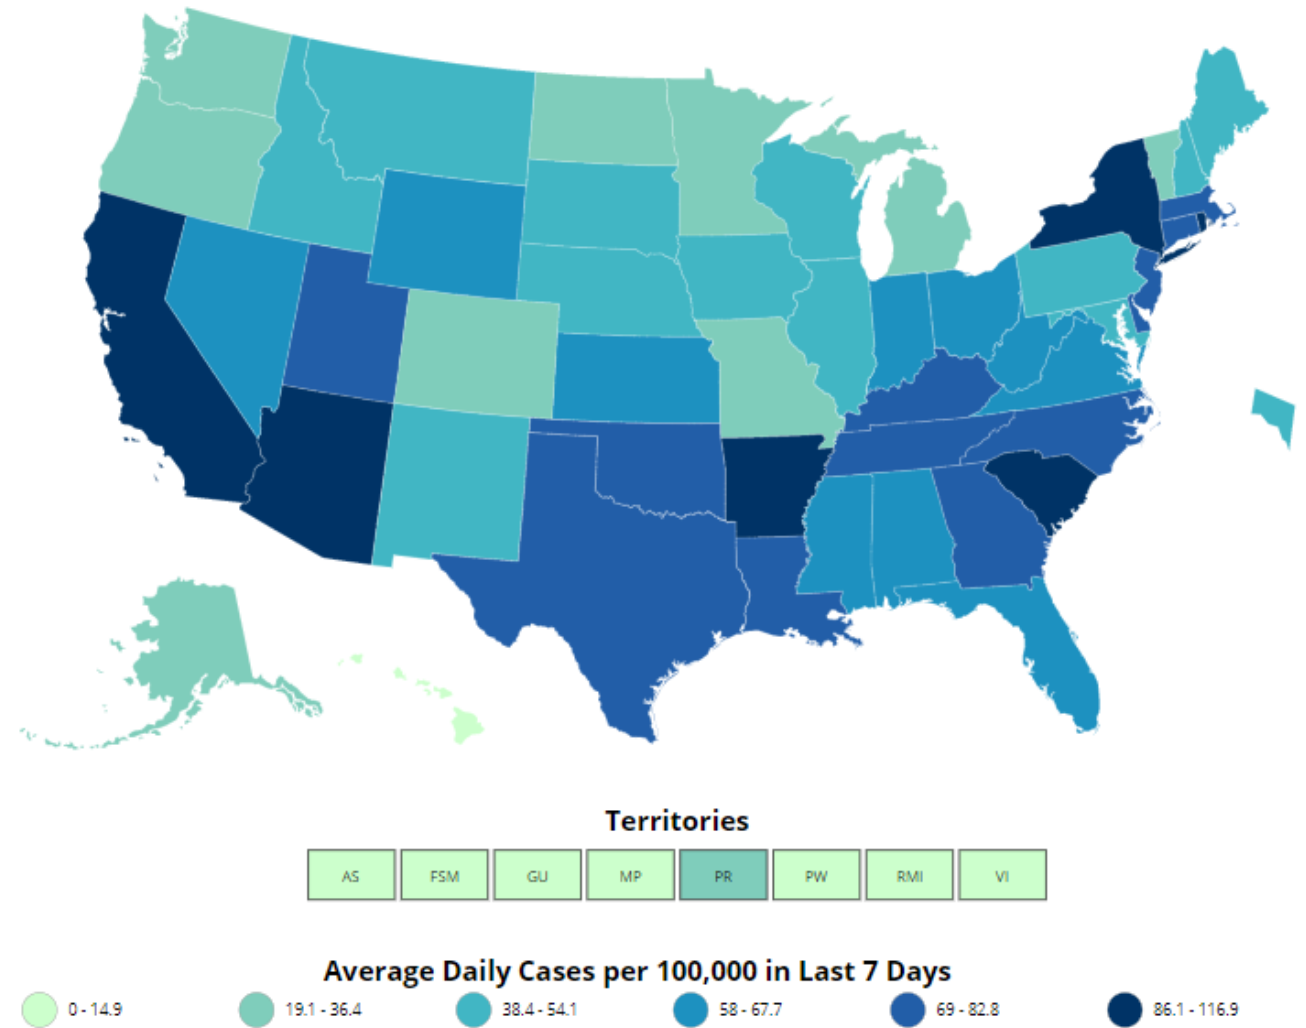 Territories
AS FSM GU MP PR PW RMI VI
Average Daily Cases per 100,000 in Last 7 Days
0 - 14.9 19.1 - 36.4 38.4 - 54.1 58 - 67.7 69 - 82.8 86.1 - 116.9